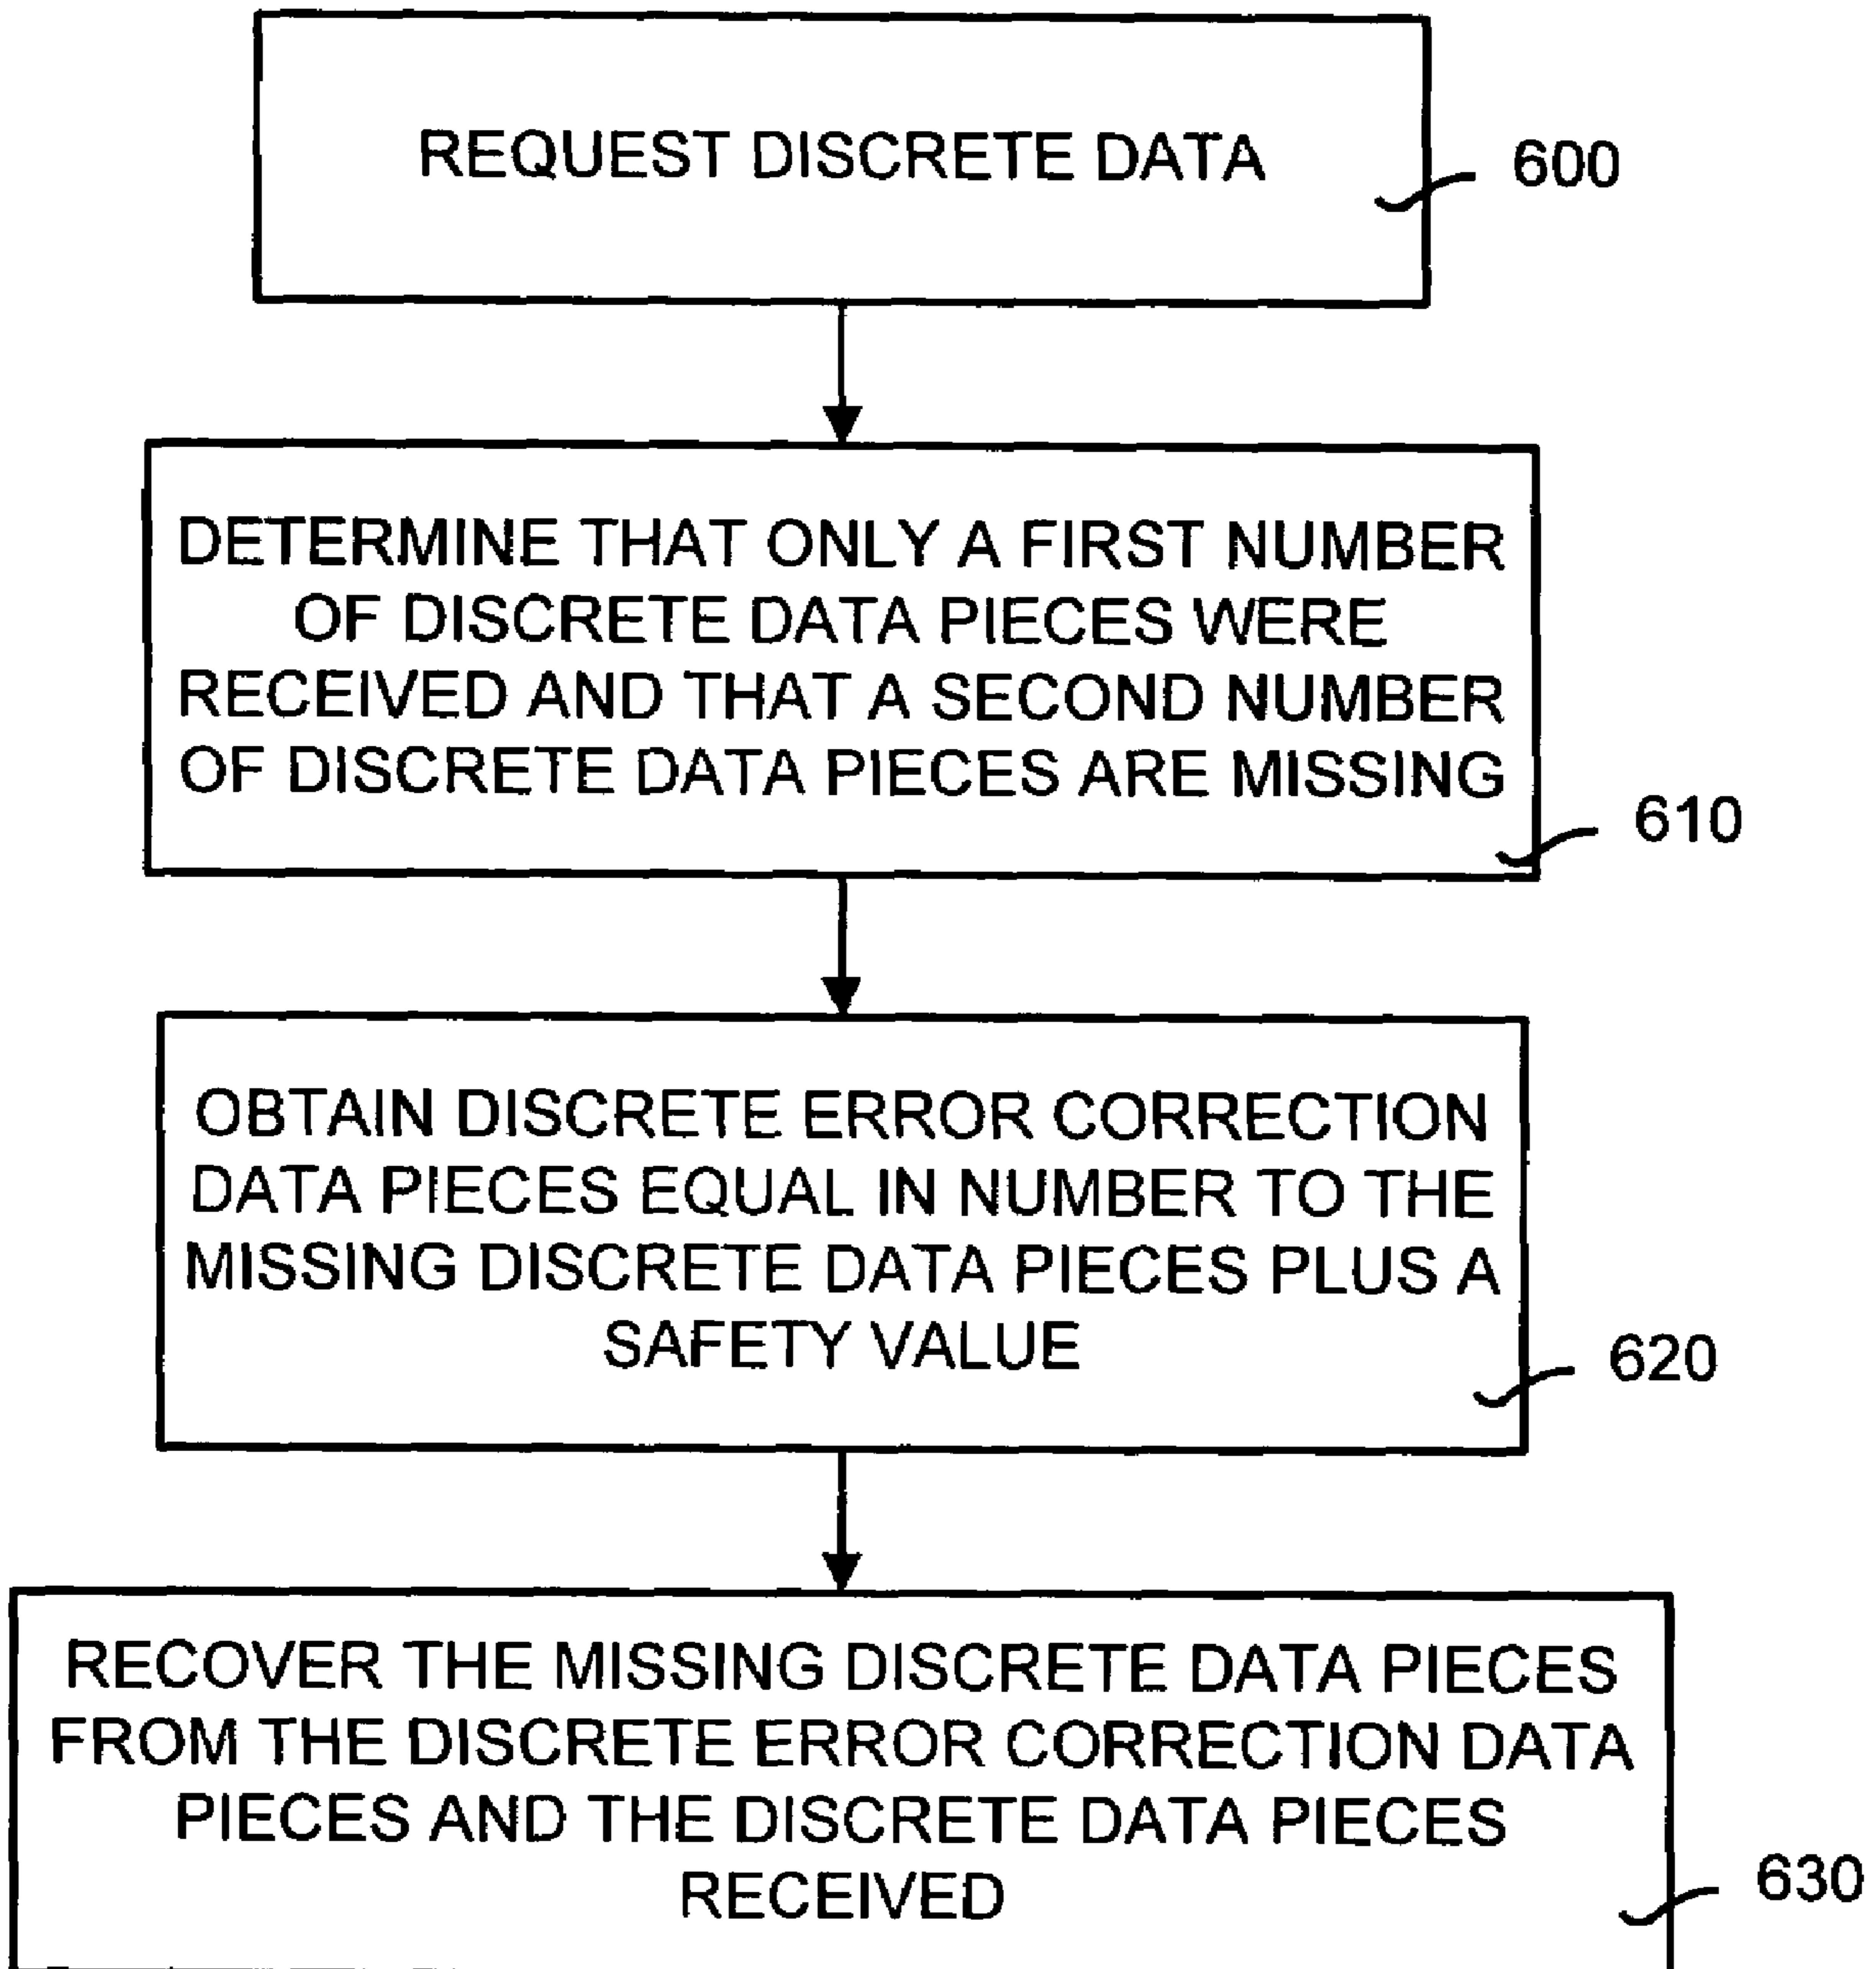 REQUEST DISCRETE DATA
600
DETERMINE THAT ONLY A FIRST NUMBER
OF DISCRETE DATA PIECES WERE
RECEIVED AND THAT A SECOND NUMBER
OF DISCRETE DATA PIECES ARE MISSING
610
OBTAIN DISCRETE ERROR CORRECTION
DATA PIECES EQUAL IN NUMBER TO THE
MISSING DISCRETE DATA PIECES PLUS A
SAFETY VALUE
620
RECOVER THE MISSING DISCRETE DATA PIECES
FROM THE DISCRETE ERROR CORRECTION DATA
PIECES AND THE DISCRETE DATA PIECES
RECEIVED
630